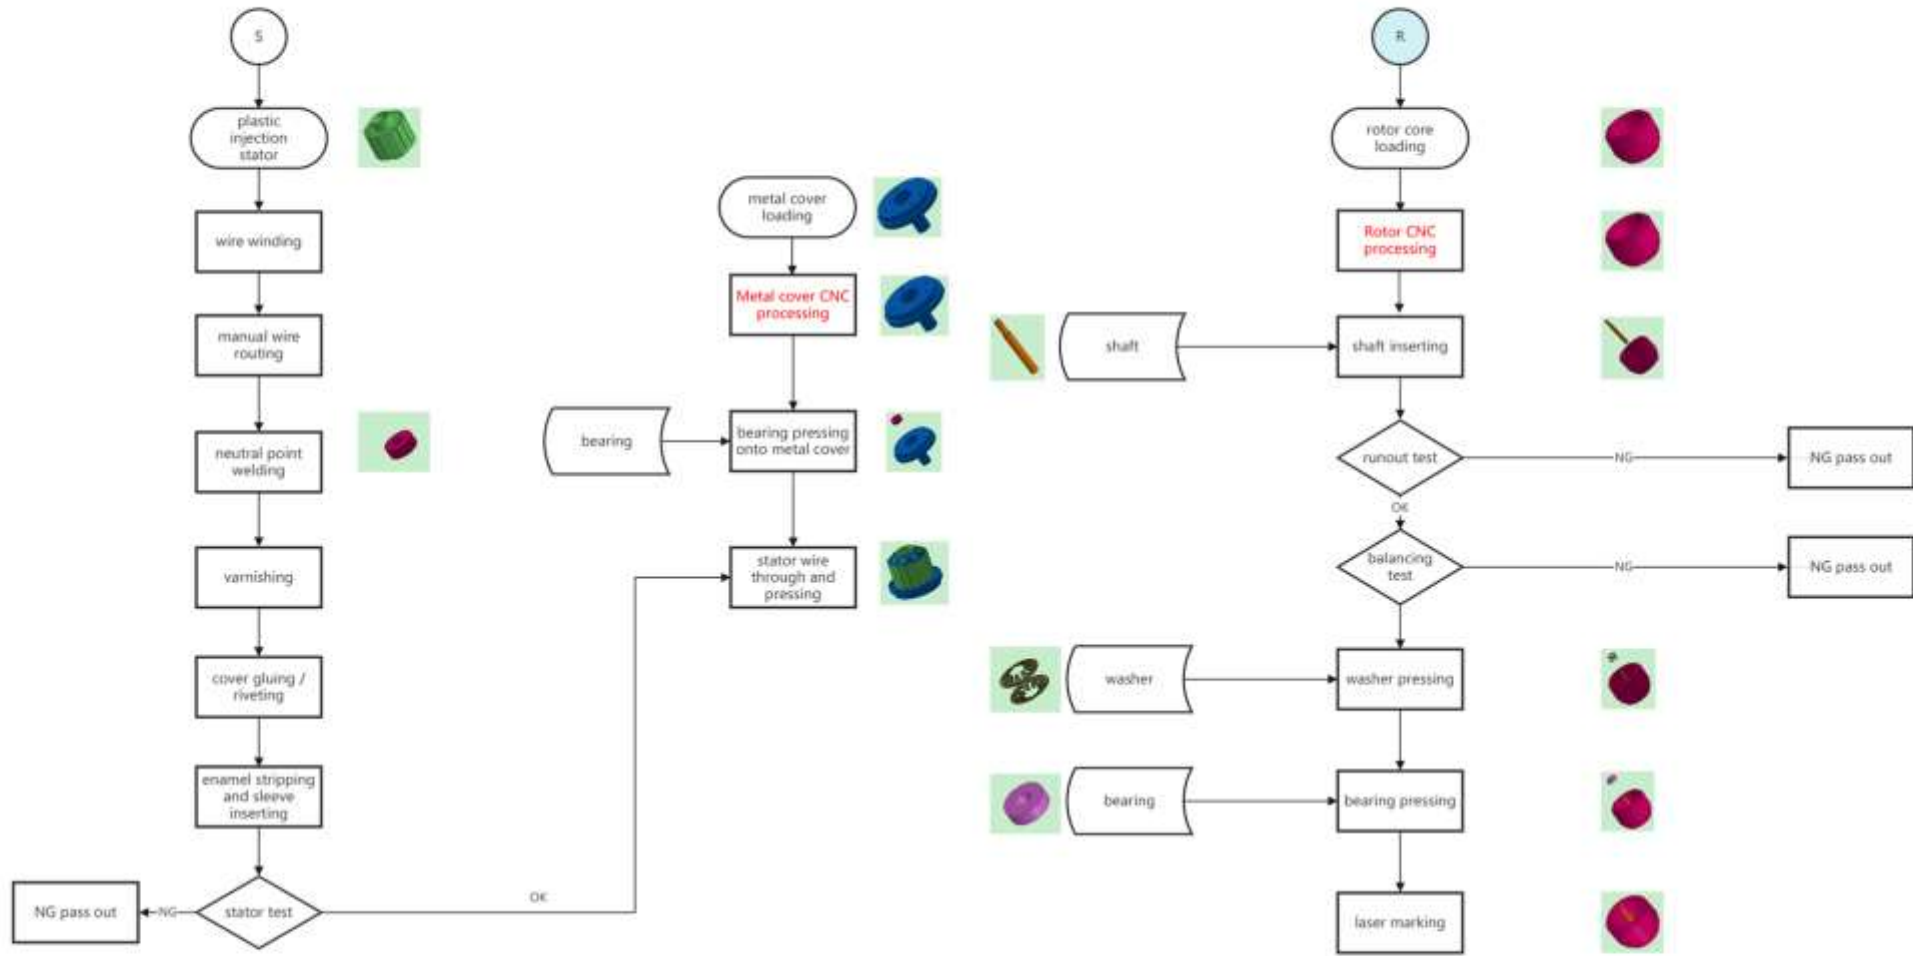 S
plastic
injection
stator
wire winding
manual wire
routing
neutral point
welding
varnishing
cover gluing /
riveting
enamel stripping
and sleeve
inserting
stator test
NG
NG pass out
OK
metal cover
loading
Metal cover CNC
processing
bearing
bearing pressing
onto metal cover
stator wire
through and
pressing
R
rotor core
loading
Rotor CNC
processing
shaft
shaft inserting
runout test
NG
NG pass out
OK
balancing
test
NG
NG pass out
washer
washer pressing
bearing
bearing pressing
laser marking